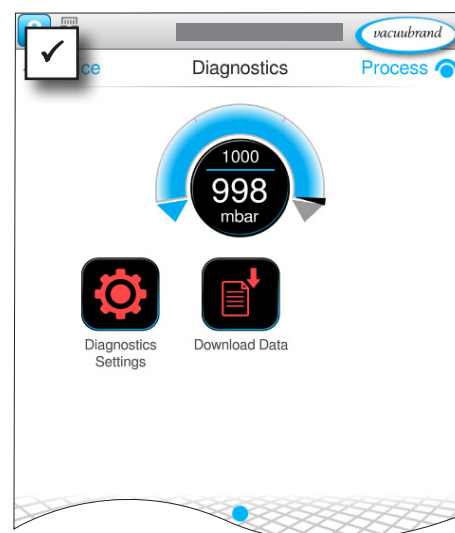 vacuubrand
ce Diagnostics Process
1000
998
mbar
Diagnostics
Settings
Download Data